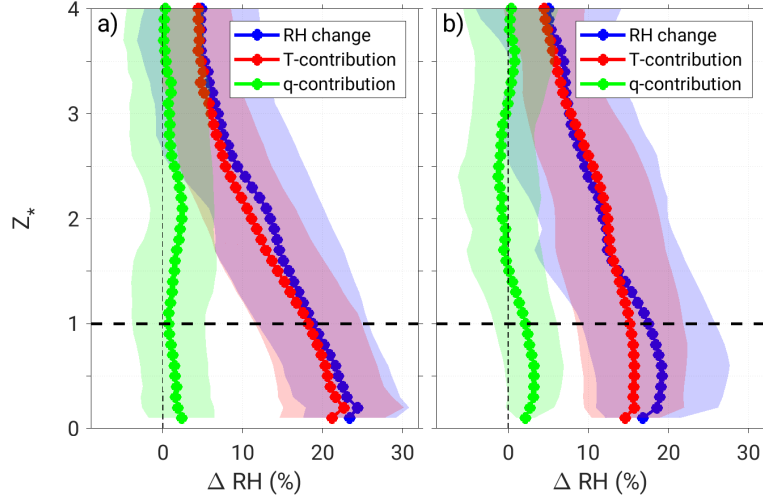 a)
RH change
T-contribution
q-contribution
b)
RH change
T-contribution
q-contribution
Z*
4
3
2
1
0
0 10 20 30
0 10 20 30
Δ RH (%)
Δ RH (%)